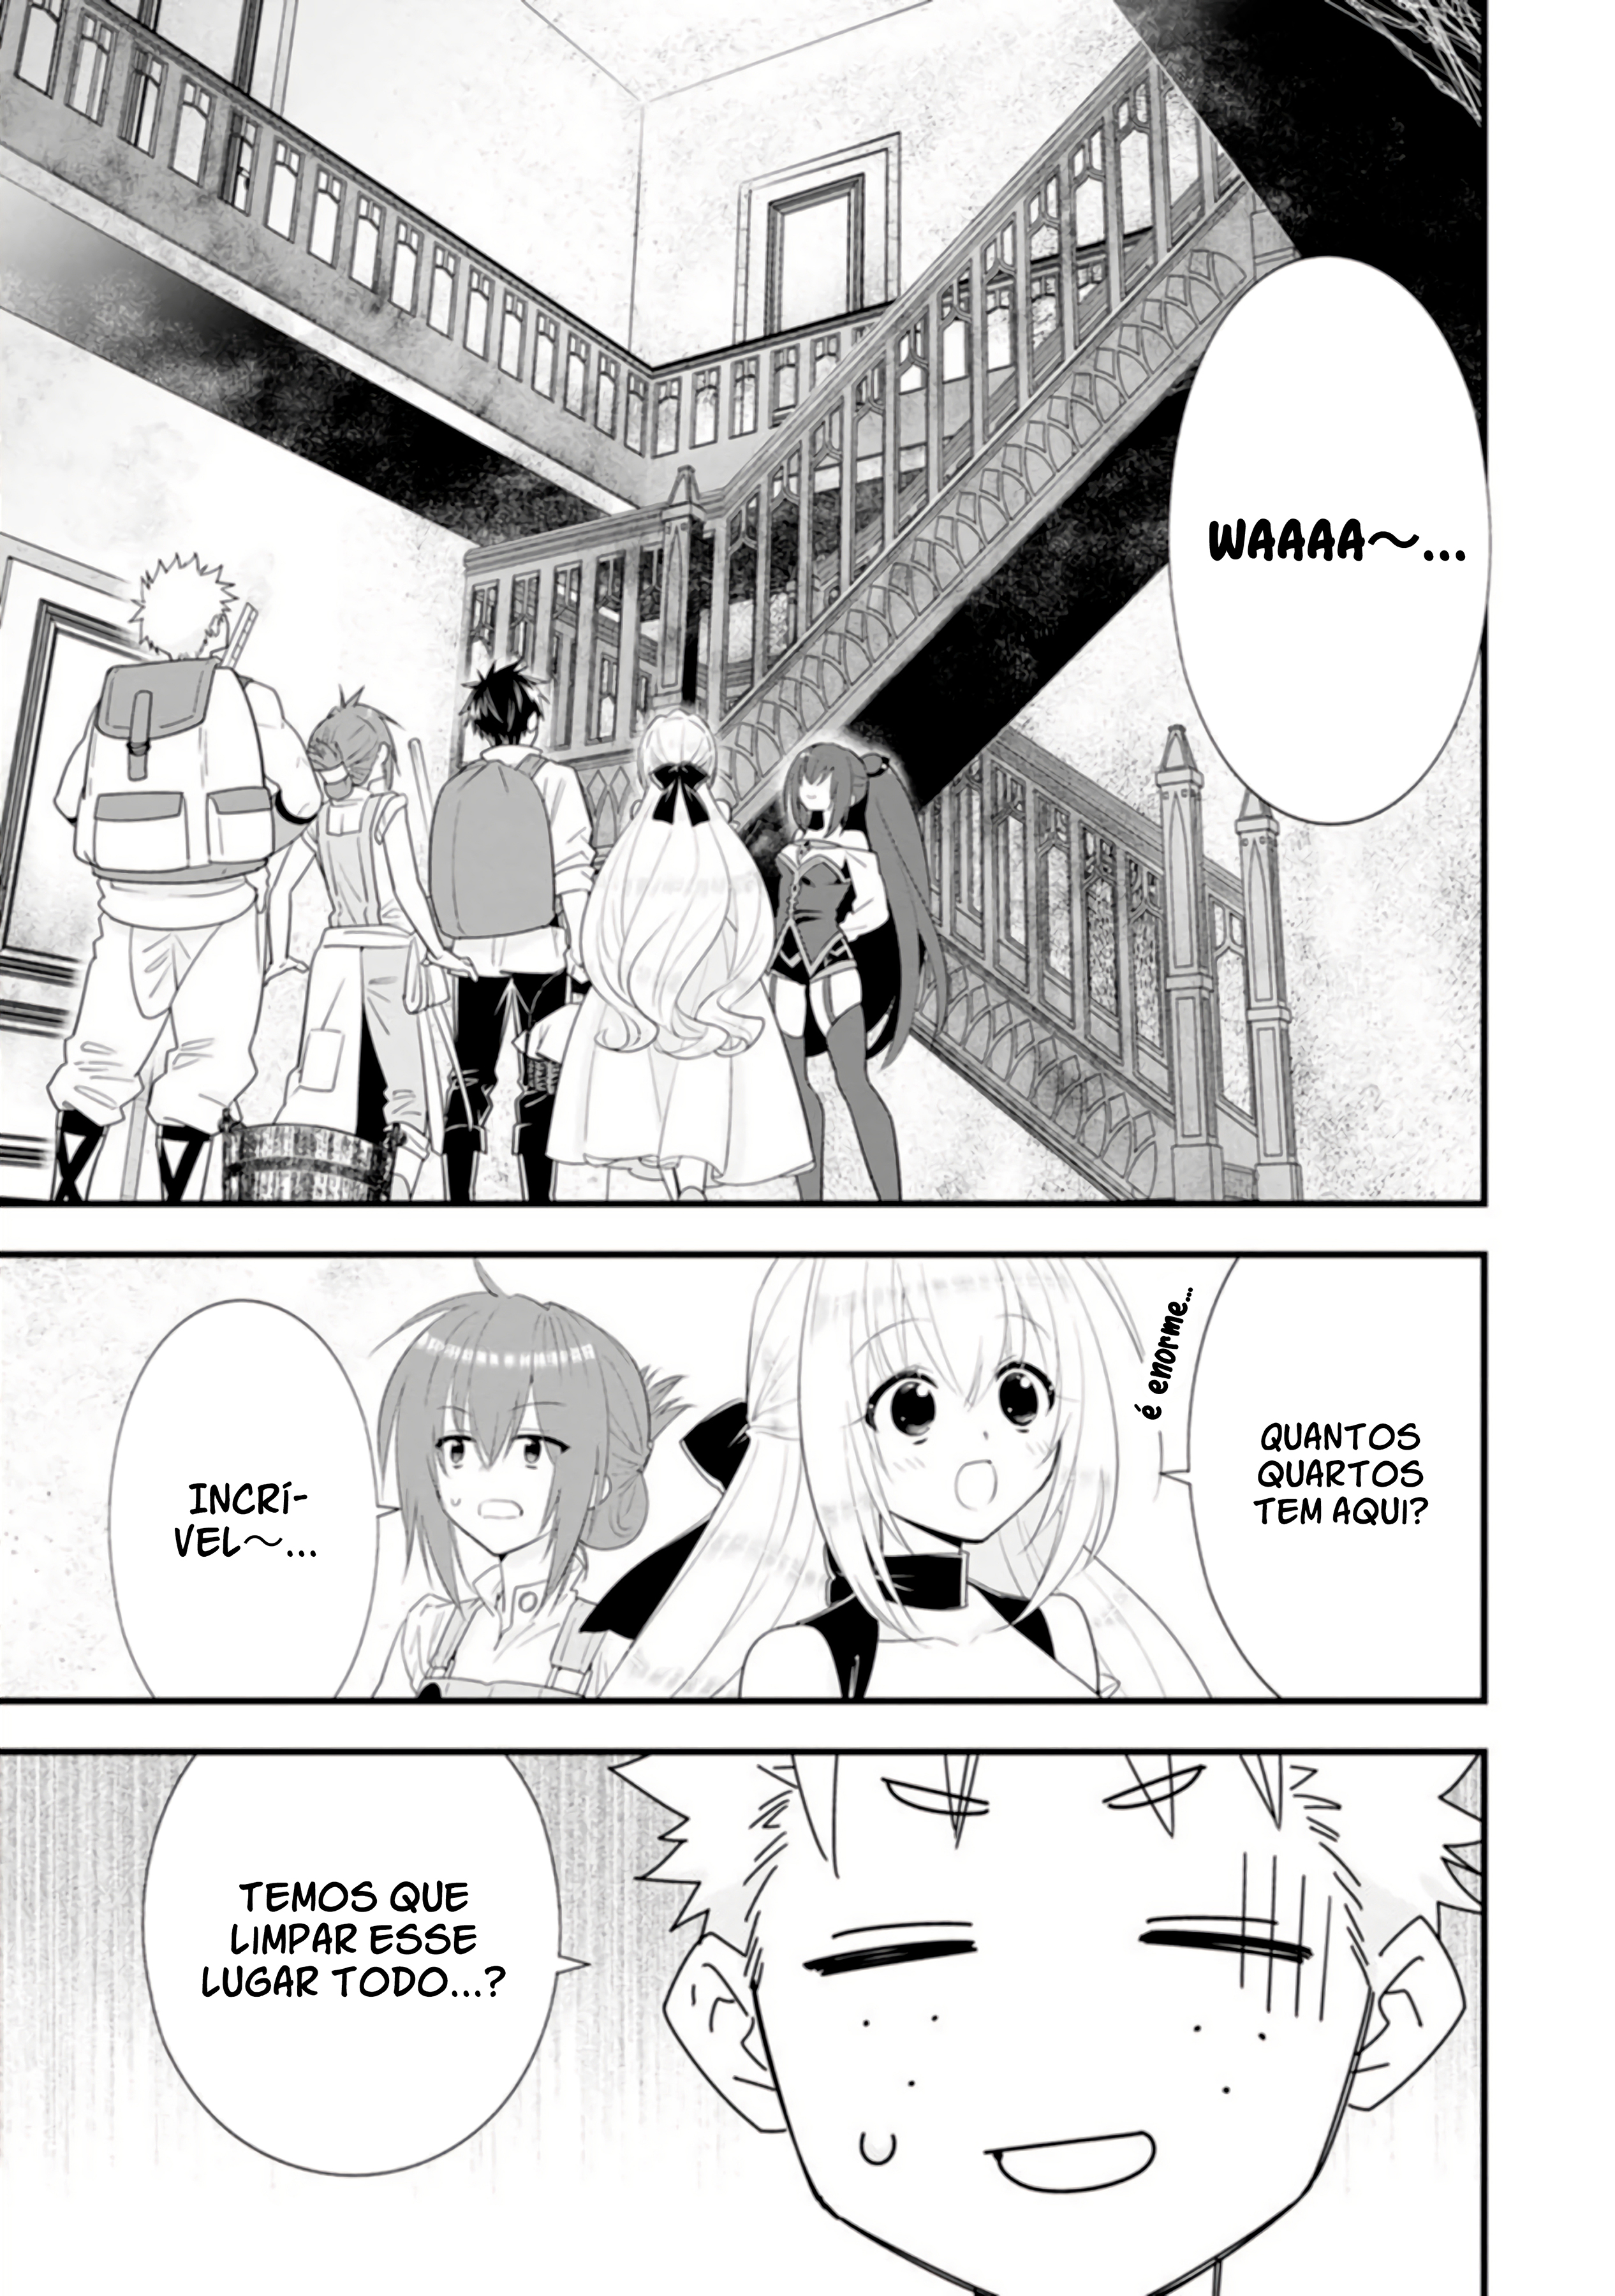 WAAAA～...
é enorme...
QUANTOS
QUARTOS
TEM AQUI?
INCRÍ-
VEL～...
TEMOS QUE
LIMPAR ESSE
LUGAR TODO...?